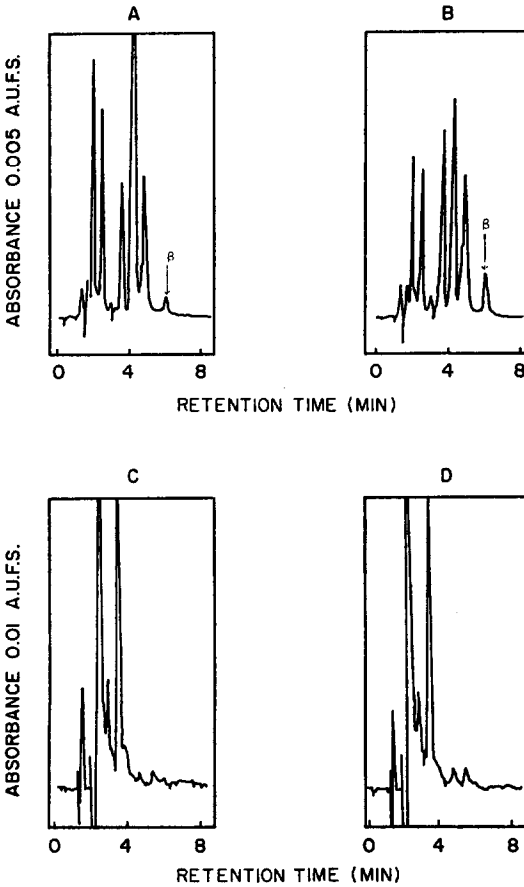 A
B
ABSORBANCE 0.005 A.U.F.S.
β
β
0 4 8
0 4 8
RETENTION TIME (MIN)
C
D
ABSORBANCE 0.01 A.U.F.S.
0 4 8
0 4 8
RETENTION TIME (MIN)